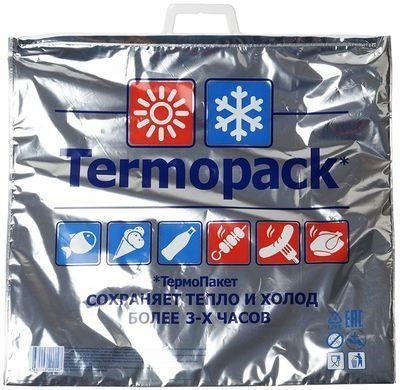 Termopack*
*ТермоПакет
СОХРАНЯЕТ ТЕПЛО И ХОЛОД
БОЛЕЕ 3-Х ЧАСОВ
EAC